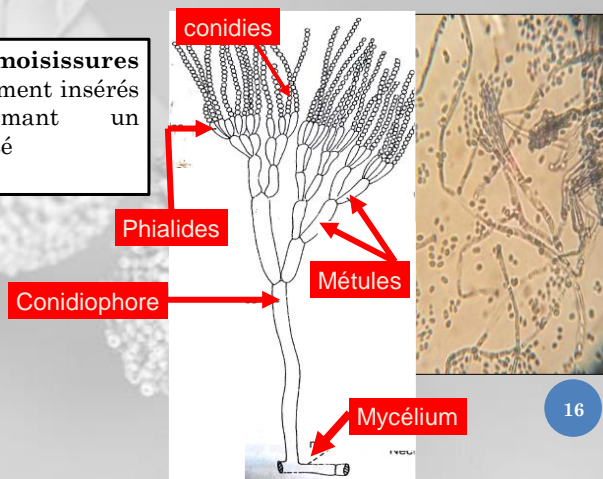 conidies
moisissures
ment insérés
mant un
é
Phialides
Métules
Conidiophore
Mycélium
16